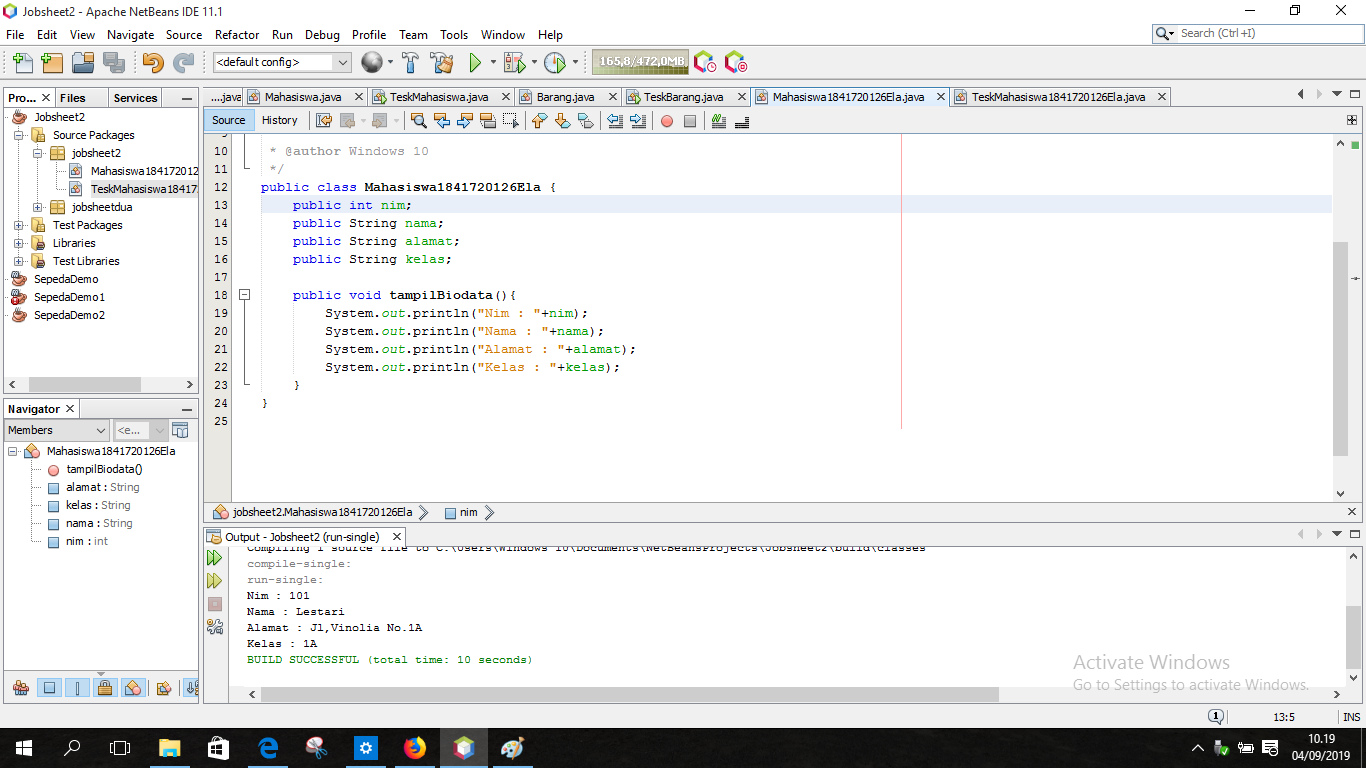 Jobsheet2 - Apache NetBeans IDE 11.1
File Edit View Navigate Source Refactor Run Debug Profile Team Tools Window Help
Search (Ctrl+I)
<default config>
165,8/472,0MB
Pro... Files Services
Jobsheet2
Source Packages
jobsheet2
Mahasiswa184172012
TeskMahasiswa18417
jobsheetdua
Test Packages
Libraries
Test Libraries
SepedaDemo
SepedaDemo1
SepedaDemo2
Navigator
Members
<e...
Mahasiswa1841720126Ela
tampilBiodata()
alamat : String
kelas : String
nama : String
nim : int
....java Mahasiswa.java TeskMahasiswa.java Barang.java TeskBarang.java Mahasiswa1841720126Ela.java TeskMahasiswa1841720126Ela.java
Source History
10 * @author Windows 10
11 */
12 public class Mahasiswa1841720126Ela {
13 public int nim;
14 public String nama;
15 public String alamat;
16 public String kelas;
17
18 public void tampilBiodata(){
19 System.out.println("Nim : "+nim);
20 System.out.println("Nama : "+nama);
21 System.out.println("Alamat : "+alamat);
22 System.out.println("Kelas : "+kelas);
23 }
24 }
25
jobsheet2.Mahasiswa1841720126Ela nim
Output - Jobsheet2 (run-single)
Compiling 1 source file to C:\Users\Windows 10\Documents\NetBeansProjects\Jobsheet2\build\classes
compile-single:
run-single:
Nim : 101
Nama : Lestari
Alamat : Jl,Vinolia No.1A
Kelas : 1A
BUILD SUCCESSFUL (total time: 10 seconds)
Activate Windows
Go to Settings to activate Windows.
1
13:5 INS
10.19
04/09/2019